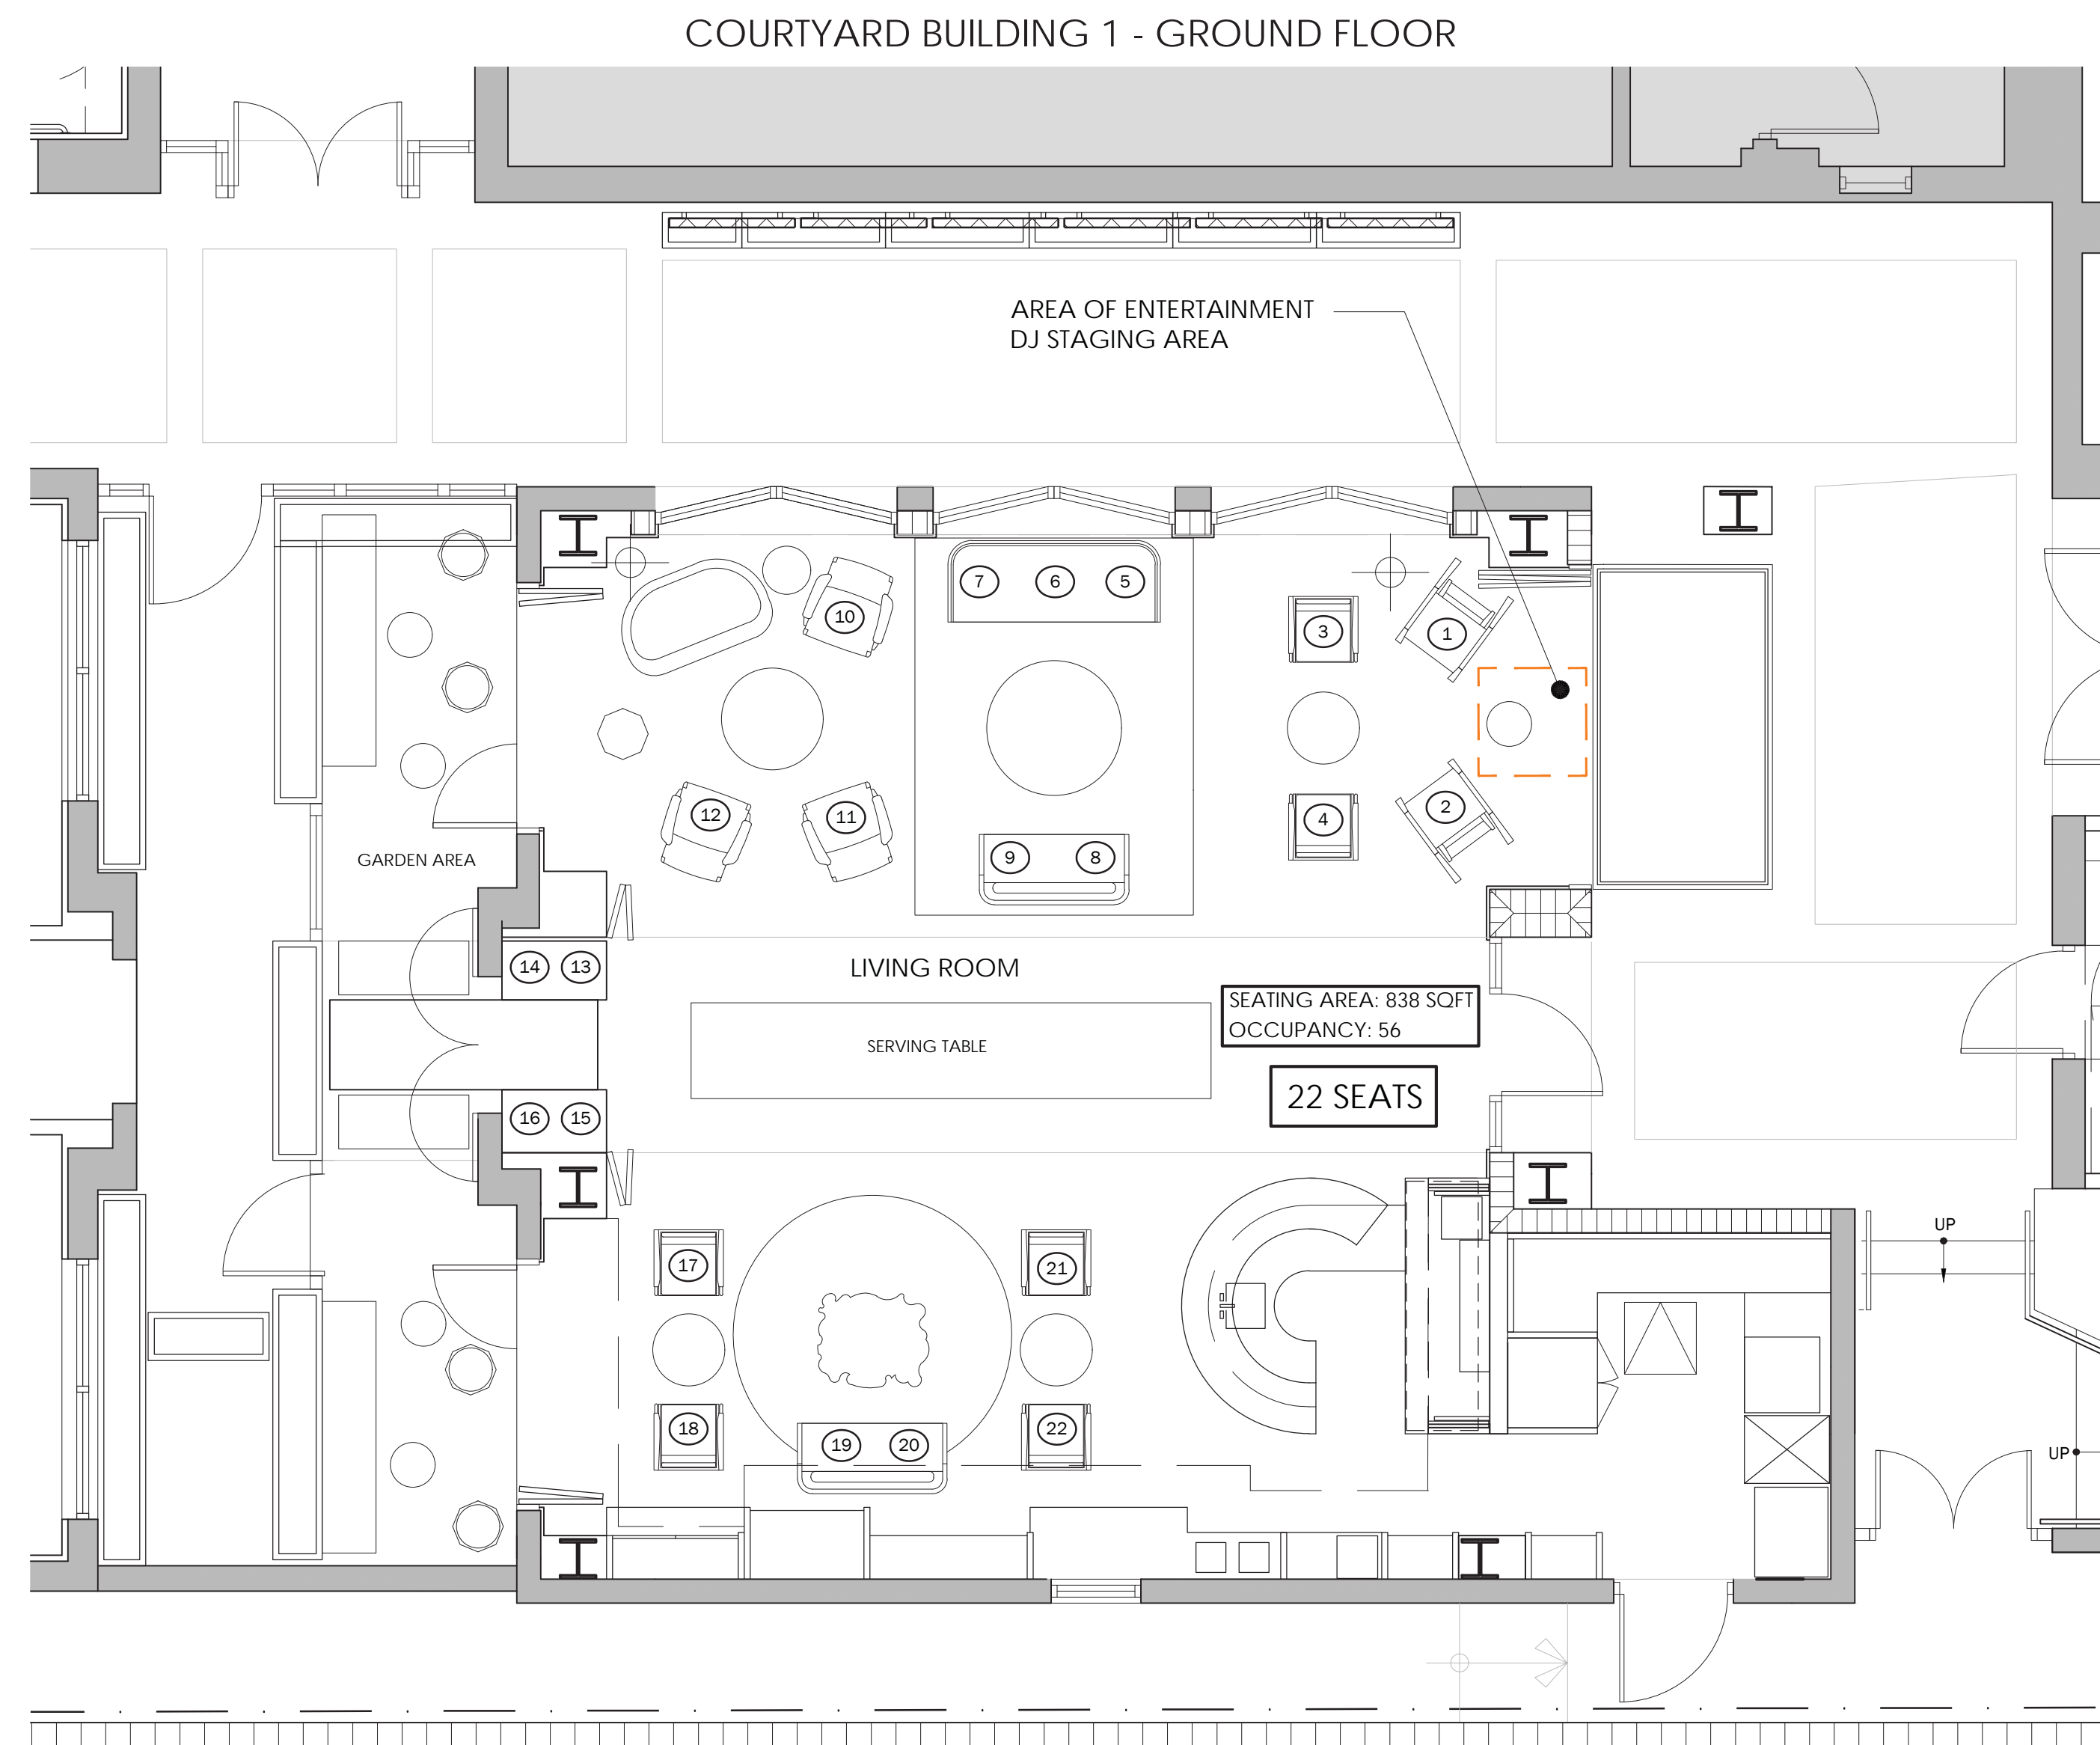 COURTYARD BUILDING 1 - GROUND FLOOR
AREA OF ENTERTAINMENT
DJ STAGING AREA
7
6
5
10
3
1
12
11
4
2
9
8
GARDEN AREA
14
13
LIVING ROOM
SEATING AREA: 838 SQFT
OCCUPANCY: 56
SERVING TABLE
22 SEATS
16
15
UP
17
21
18
19
20
22
UP